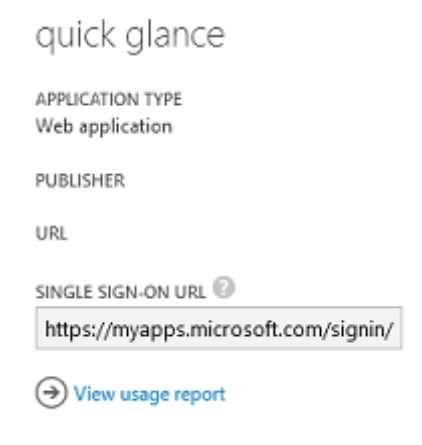 quick glance
APPLICATION TYPE
Web application
PUBLISHER
URL
SINGLE SIGN-ON URL ?
https://myapps.microsoft.com/signin/
View usage report